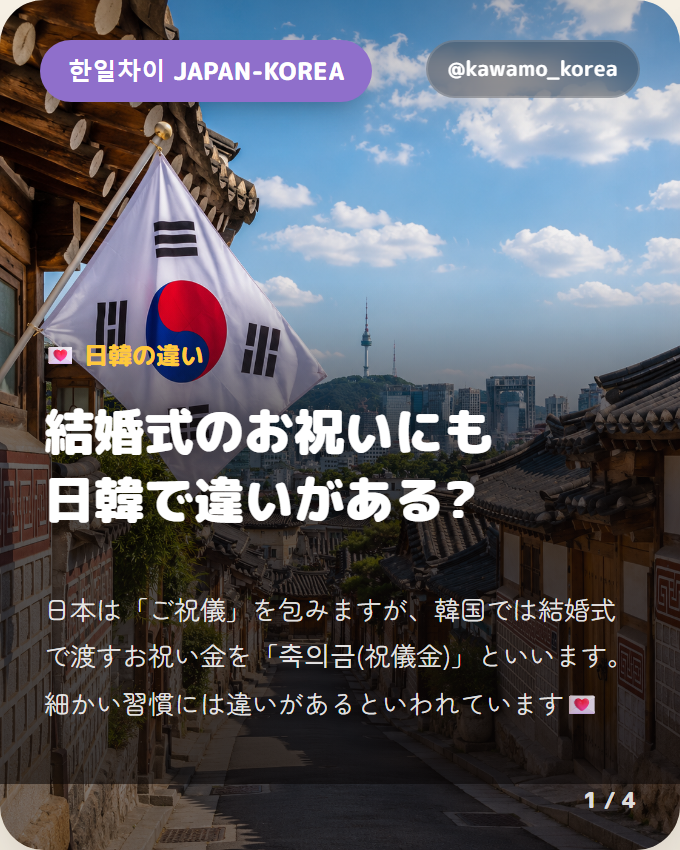 한일차이 JAPAN-KOREA
@kawamo_korea
💌 日韓の違い
結婚式のお祝いにも
日韓で違いがある?
日本は「ご祝儀」を包みますが、韓国では結婚式
で渡すお祝い金を「축의금(祝儀金)」といいます。
細かい習慣には違いがあるといわれています💌
1 / 4